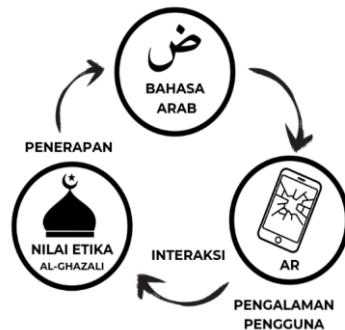 ض
BAHASA
ARAB
PENERAPAN
NILAI ETIKA
AL-GHAZALI
INTERAKSI
AR
PENGALAMAN
PENGGUNA